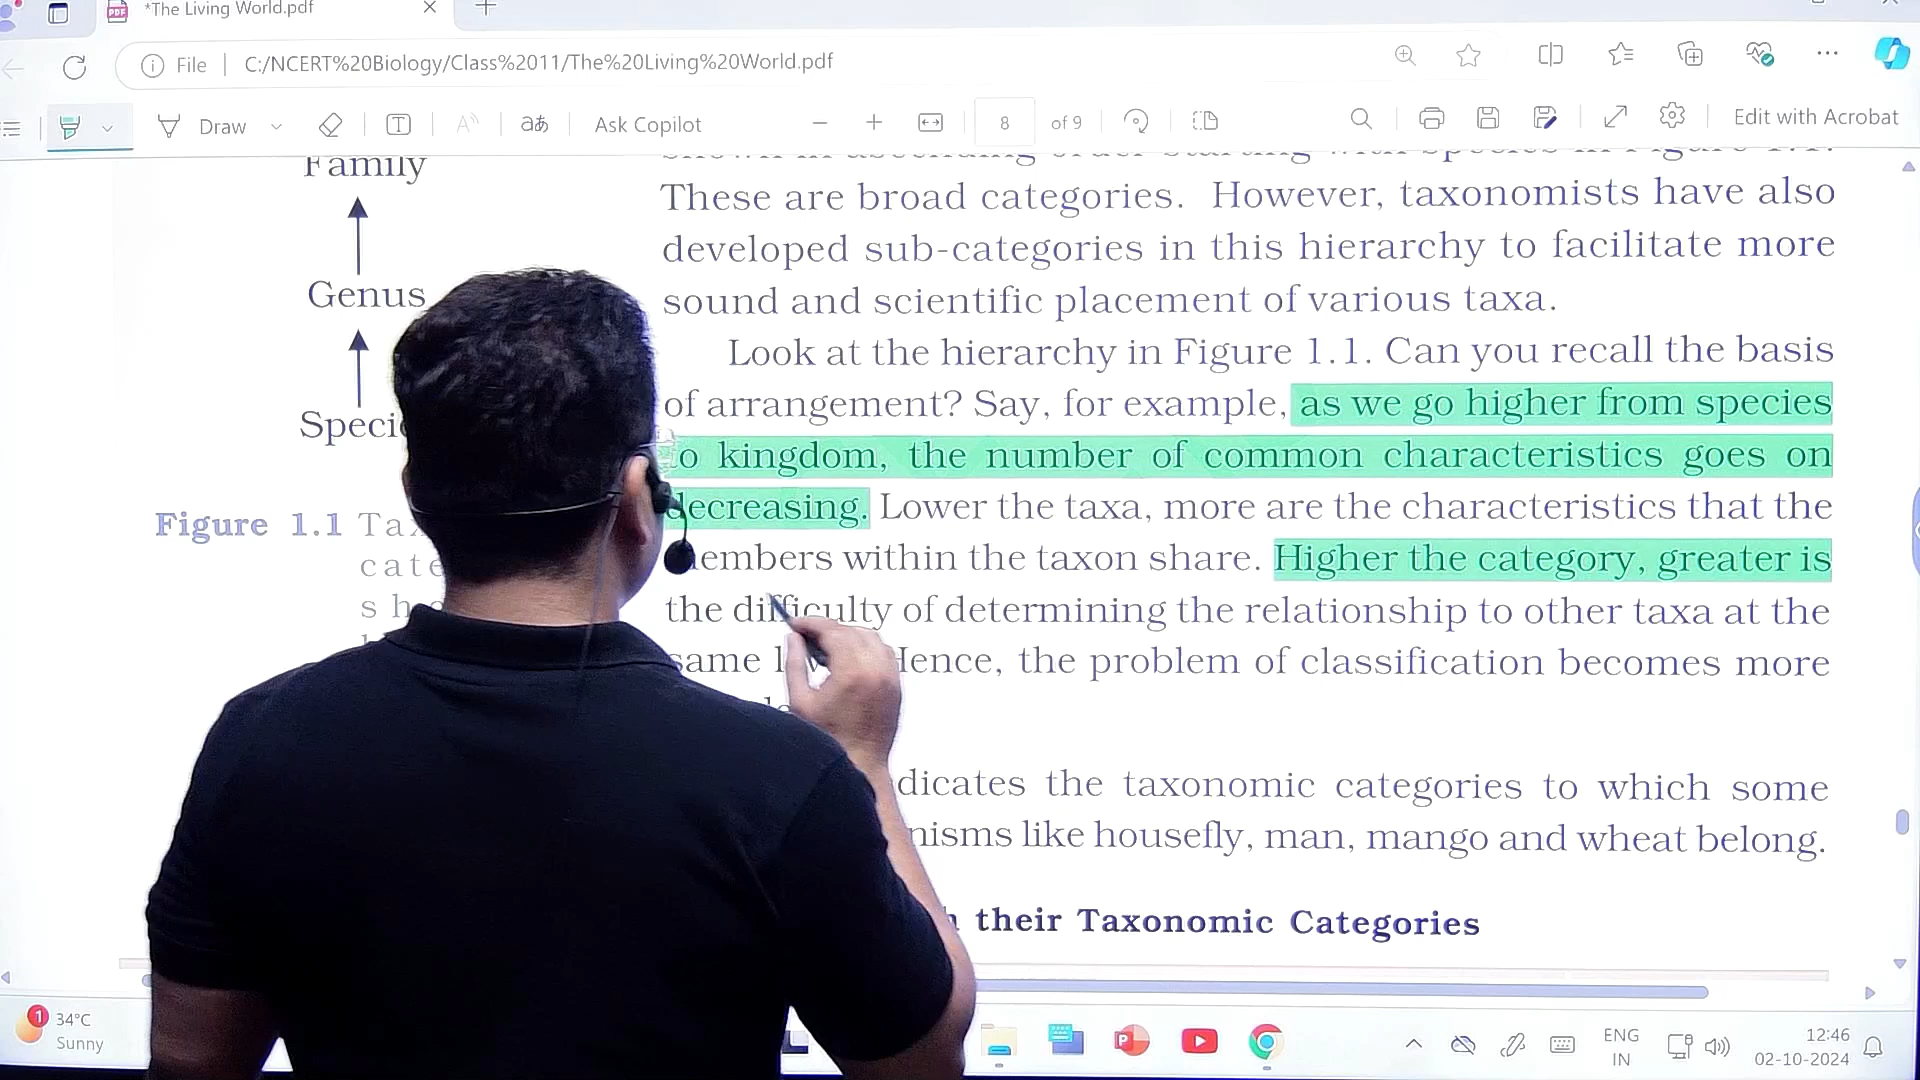 *The Living World.pdf
File
C:/NCERT%20Biology/Class%2011/The%20Living%20World.pdf
Draw
aあ
Ask Copilot
8
of 9
Edit with Acrobat
Family
Genus
Figure 1.1
These are broad categories. However, taxonomists have also
developed sub-categories in this hierarchy to facilitate more
sound and scientific placement of various taxa.
Look at the hierarchy in Figure 1.1. Can you recall the basis
of arrangement? Say, for example, as we go higher from species
kingdom, the number of common characteristics goes on
decreasing. Lower the taxa, more are the characteristics that the
within the taxon share. Higher the category, greater is
the difficulty of determining the relationship to other taxa at the
same Hence, the problem of classification becomes more
the taxonomic categories to which some
like housefly, man, mango and wheat belong.
their Taxonomic Categories
1
34°C
Sunny
ENG
IN
12:46
02-10-2024